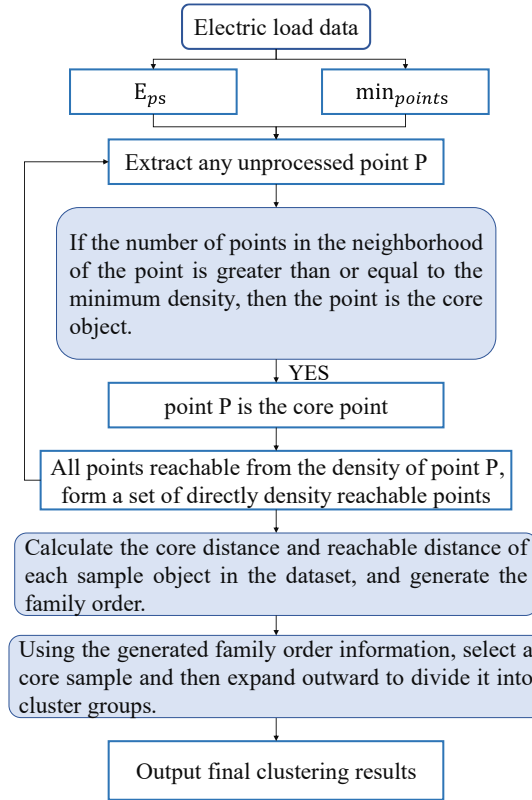 Electric load data
E_ps
min_points
Extract any unprocessed point P
If the number of points in the neighborhood
of the point is greater than or equal to the
minimum density, then the point is the core
object.
YES
point P is the core point
All points reachable from the density of point P,
form a set of directly density reachable points
Calculate the core distance and reachable distance of
each sample object in the dataset, and generate the
family order.
Using the generated family order information, select a
core sample and then expand outward to divide it into
cluster groups.
Output final clustering results